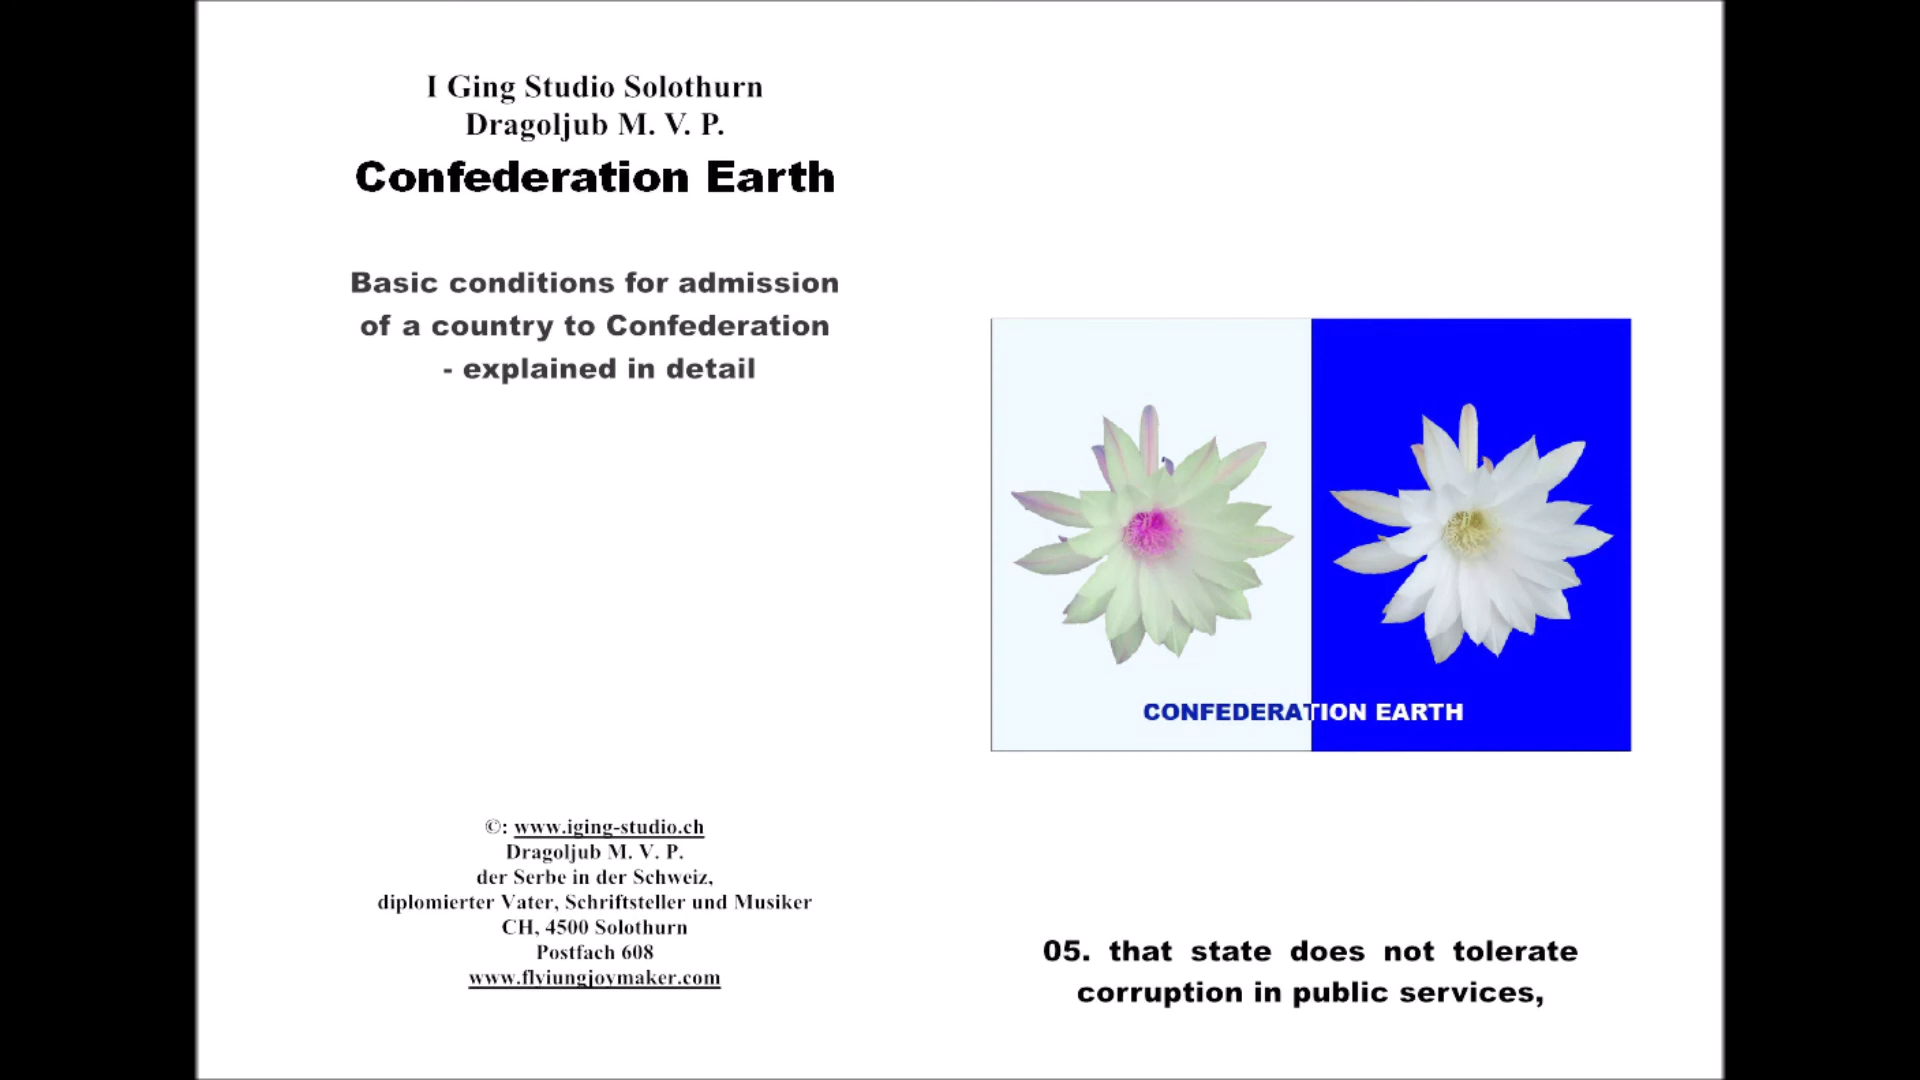 I Ging Studio Solothurn
Dragoljub M. V. P.
Confederation Earth
Basic conditions for admission
of a country to Confederation
- explained in detail
©: www.iging-studio.ch
Dragoljub M. V. P.
der Serbe in der Schweiz,
diplomierter Vater, Schriftsteller und Musiker
CH, 4500 Solothurn
Postfach 608
www.flyiungjoymaker.com
CONFEDERATION EARTH
05. that state does not tolerate
corruption in public services,